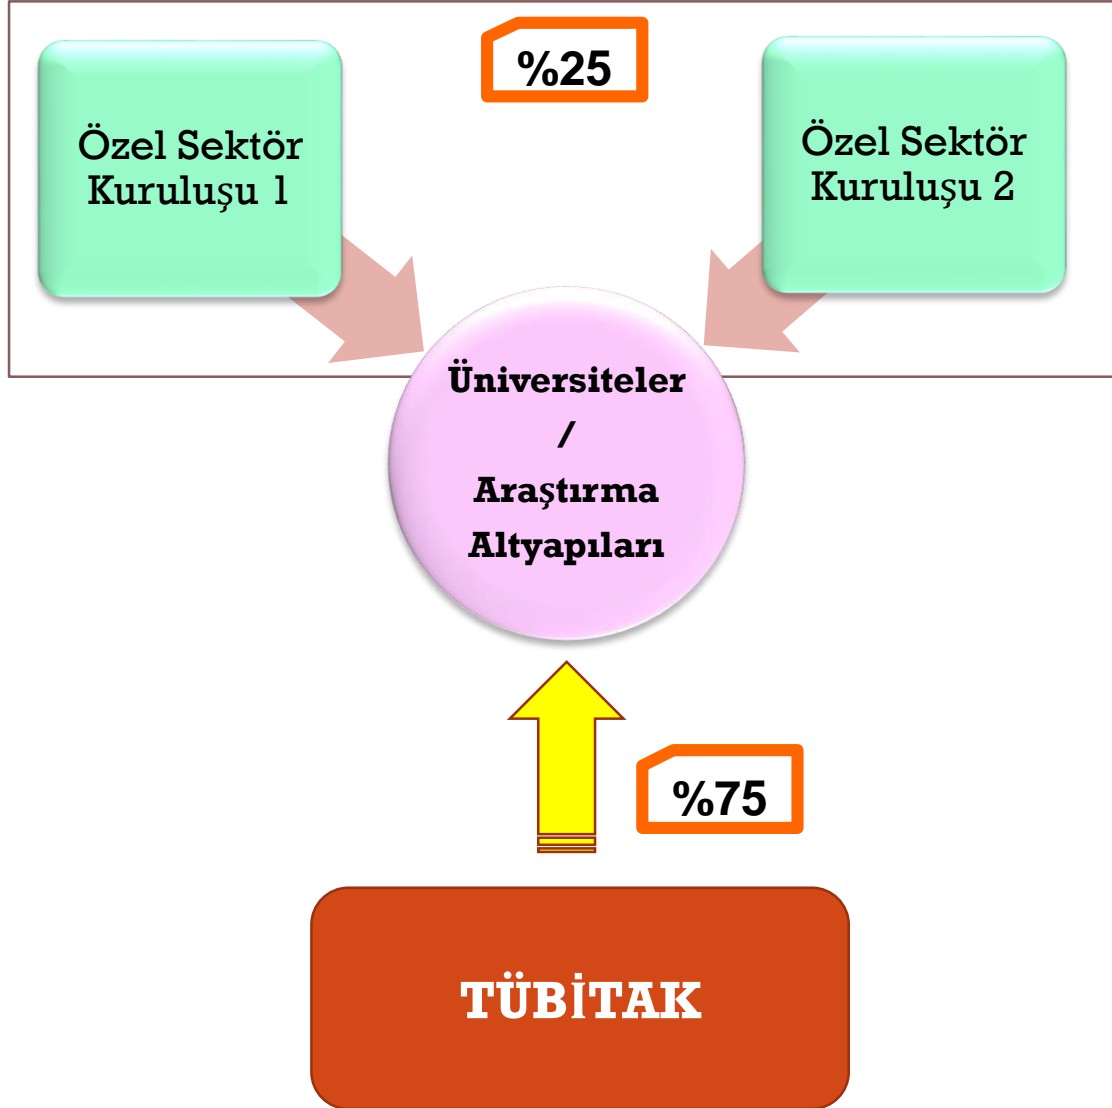 %25
Özel Sektör
Kuruluşu 1
Özel Sektör
Kuruluşu 2
Üniversiteler
/
Araştırma
Altyapıları
%75
TÜBİTAK